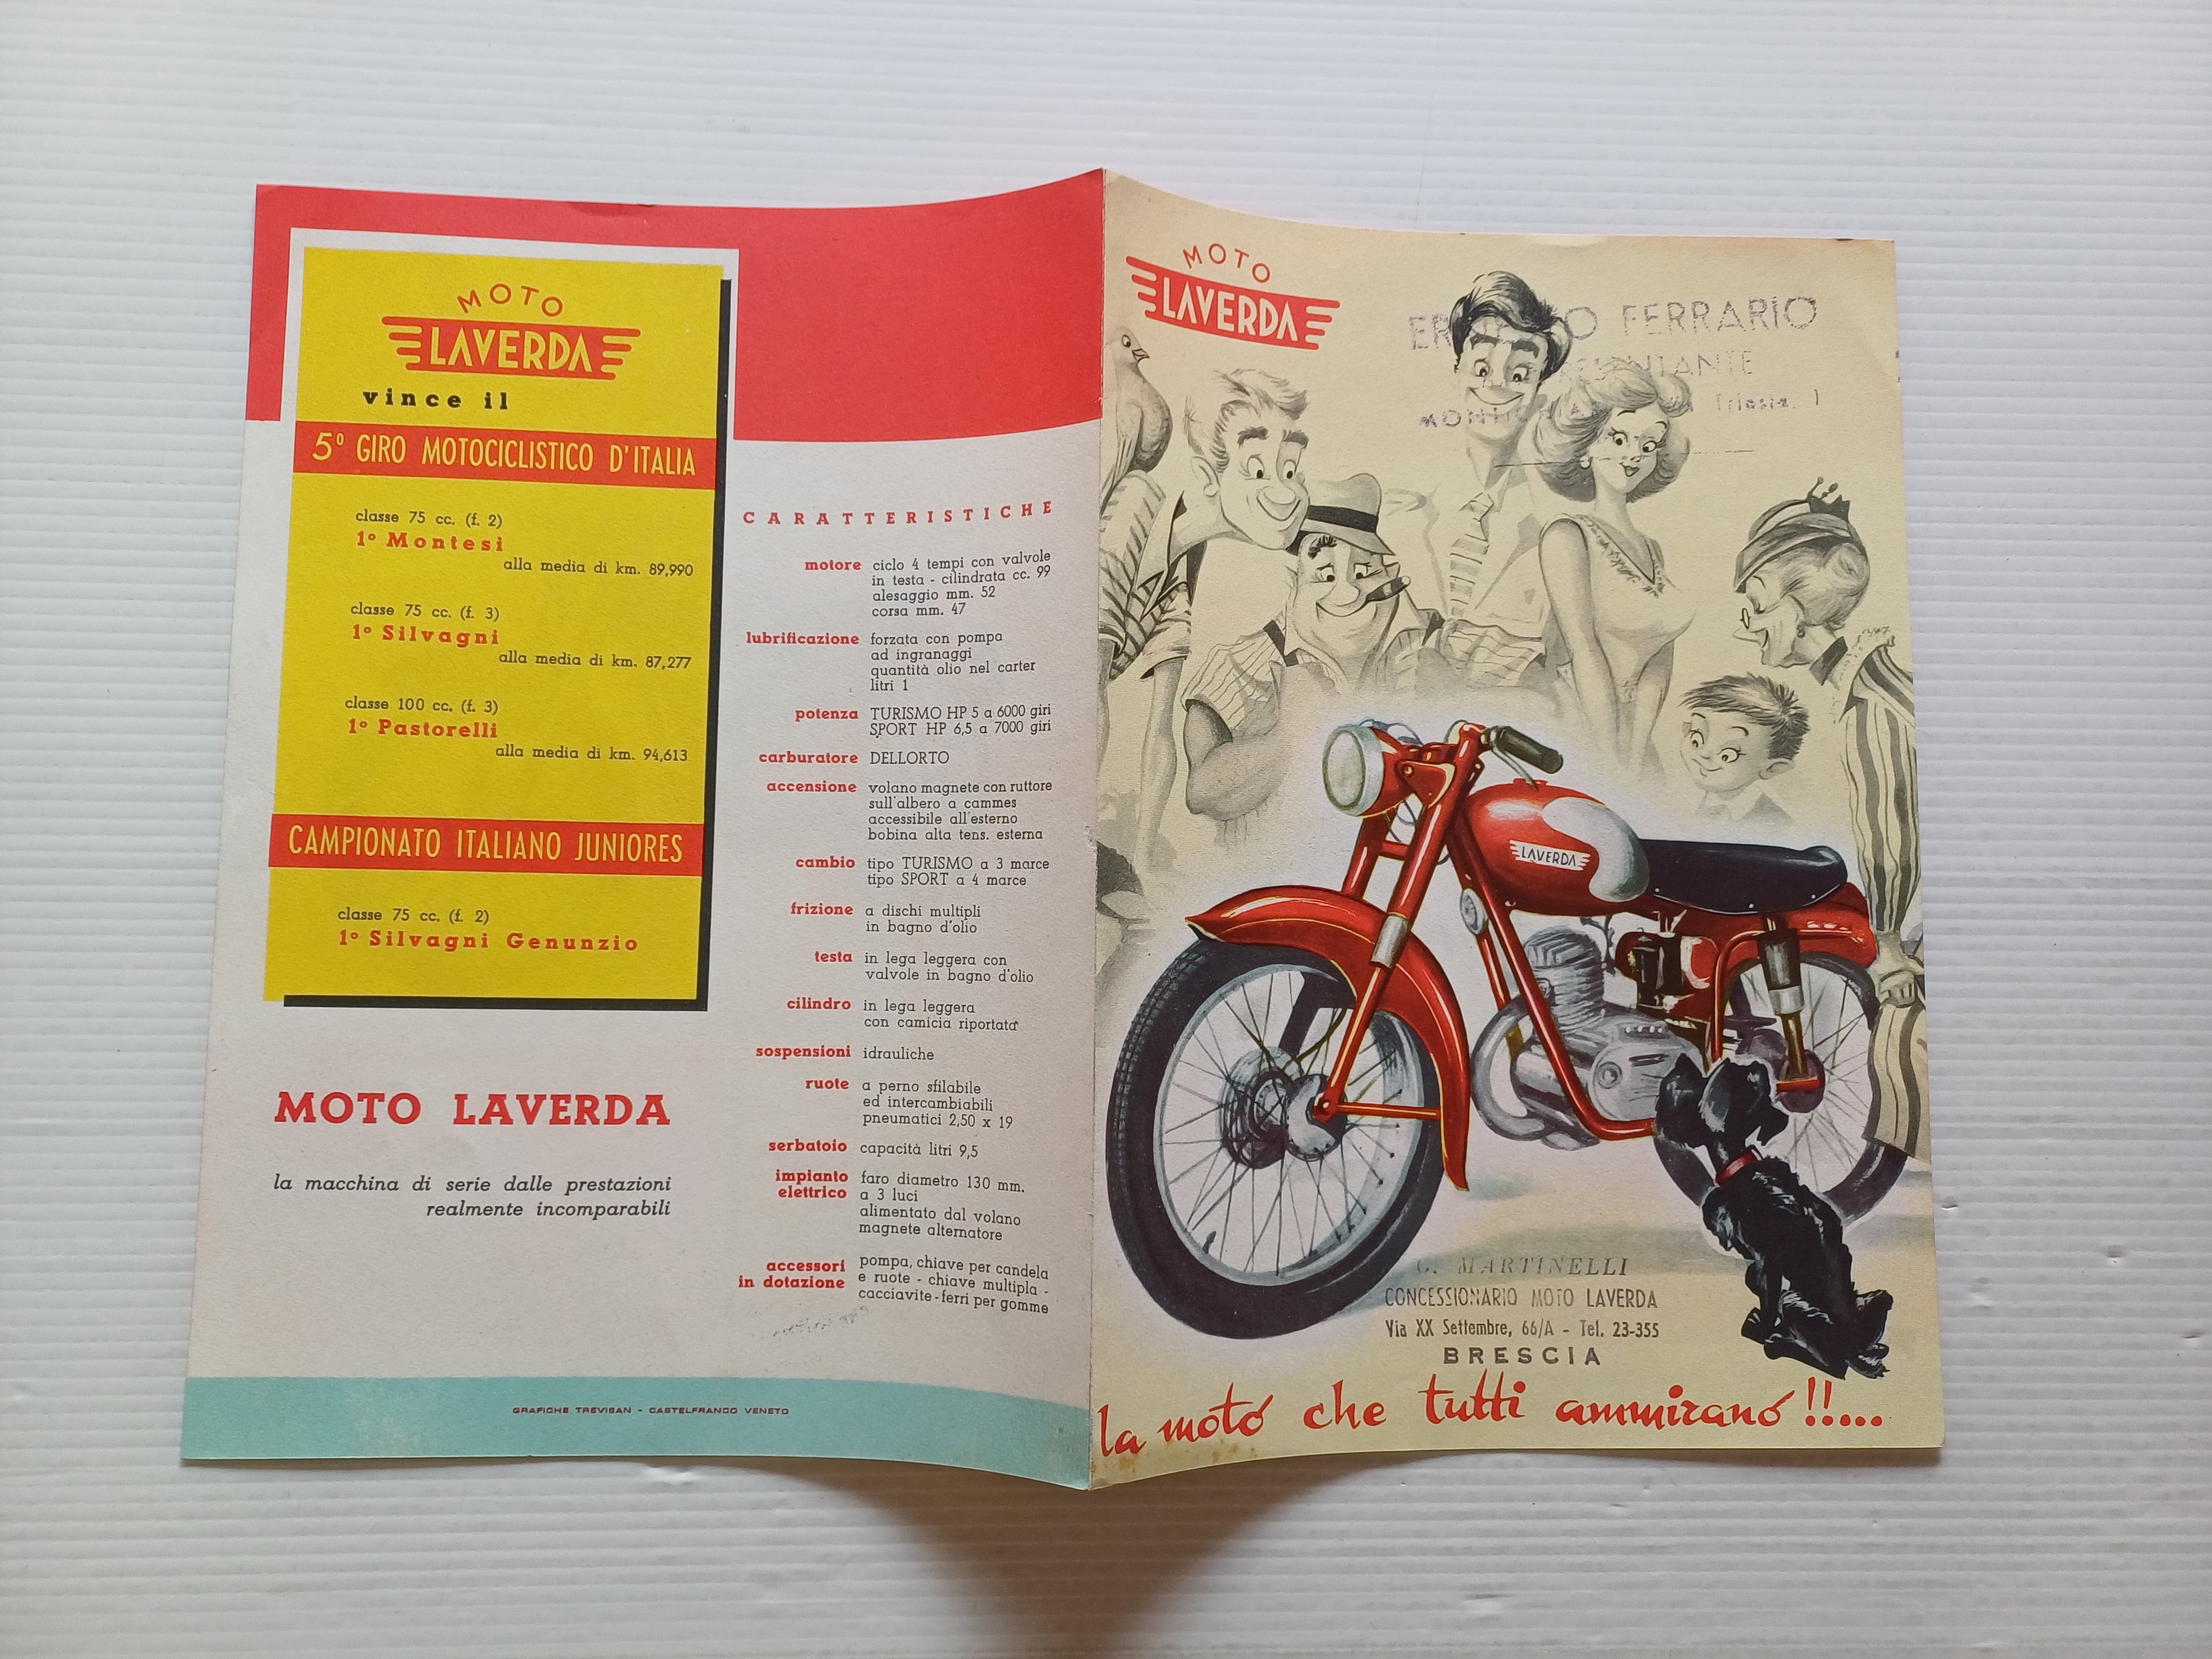 MOTO
LAVERDA
vince il
5º GIRO MOTOCICLISTICO D'ITALIA
classe 75 cc. (f. 2)
1º Montesi
alla media di km. 89,990
classe 75 cc. (f. 3)
1º Silvagni
alla media di km. 87,277
classe 100 cc. (f. 3)
1º Pastorelli
alla media di km. 94,613
CAMPIONATO ITALIANO JUNIORES
classe 75 cc. (f. 2)
1º Silvagni Genunzio
MOTO LAVERDA
la macchina di serie dalle prestazioni
realmente incomparabili
CARATTERISTICHE
motore ciclo 4 tempi con valvole
in testa - cilindrata cc. 99
alesaggio mm. 52
corsa mm. 47
lubrificazione forzata con pompa
ad ingranaggi
quantità olio nel carter
litri 1
potenza TURISMO HP 5 a 6000 giri
SPORT HP 6,5 a 7000 giri
carburatore DELLORTO
accensione volano magnete con ruttore
sull'albero a cammes
accessibile all'esterno
bobina alta tens. esterna
cambio tipo TURISMO a 3 marce
tipo SPORT a 4 marce
frizione a dischi multipli
in bagno d'olio
testa in lega leggera con
valvole in bagno d'olio
cilindro in lega leggera
con camicia riportata
sospensioni idrauliche
ruote a perno sfilabile
ed intercambiabili
pneumatici 2,50 x 19
serbatoio capacità litri 9,5
impianto elettrico faro diametro 130 mm.
a 3 luci
alimentato dal volano
magnete alternatore
accessori in dotazione pompa, chiave per candela
e ruote - chiave multipla -
cacciavite - ferri per gomme
GRAFICHE TREVISAN - CASTELFRANCO VENETO
MOTO
LAVERDA
FERRARIO
Trieste, 1
LAVERDA
G. MARTINELLI
CONCESSIONARIO MOTO LAVERDA
Via XX Settembre, 66/A - Tel. 23-355
BRESCIA
la moto che tutti ammirano !!.....